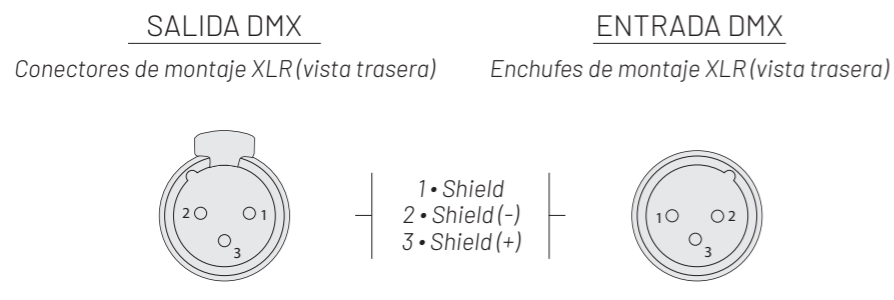 SALIDA DMX
Conectores de montaje XLR (vista trasera)
ENTRADA DMX
Enchufes de montaje XLR (vista trasera)
2
1
3
1 • Shield
2 • Shield (-)
3 • Shield (+)
1
2
3